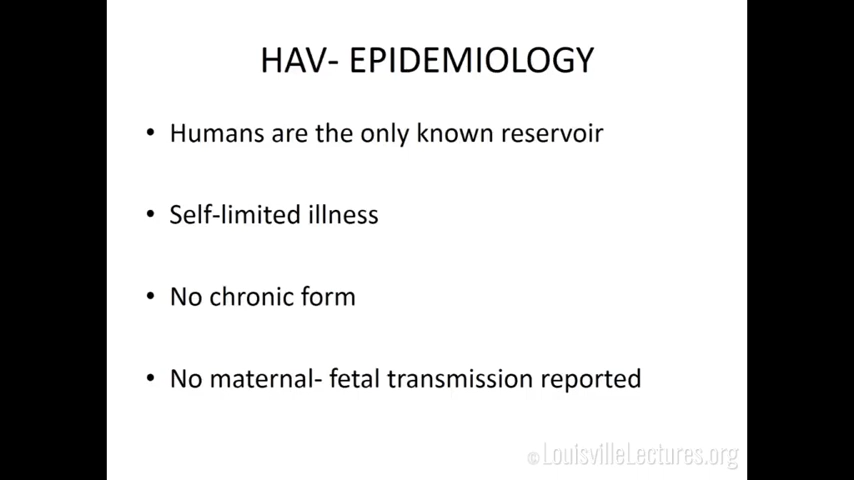 HAV- EPIDEMIOLOGY
• Humans are the only known reservoir
• Self-limited illness
• No chronic form
• No maternal- fetal transmission reported
©LouisvilleLectures.org